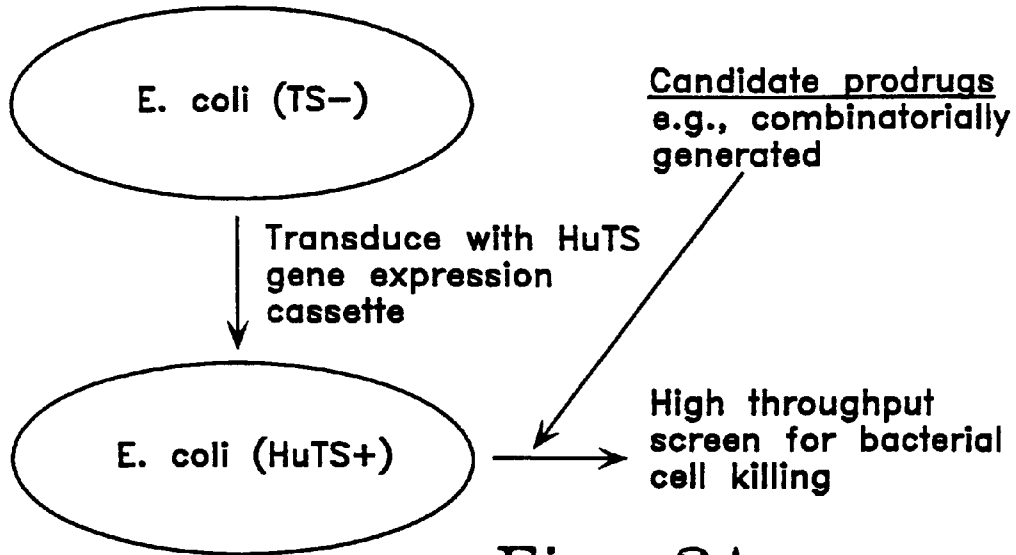 E. coli (TS-)
Candidate prodrugs
e.g., combinatorially
generated
Transduce with HuTS
gene expression
cassette
E. coli (HuTS+)
High throughput
screen for bacterial
cell killing